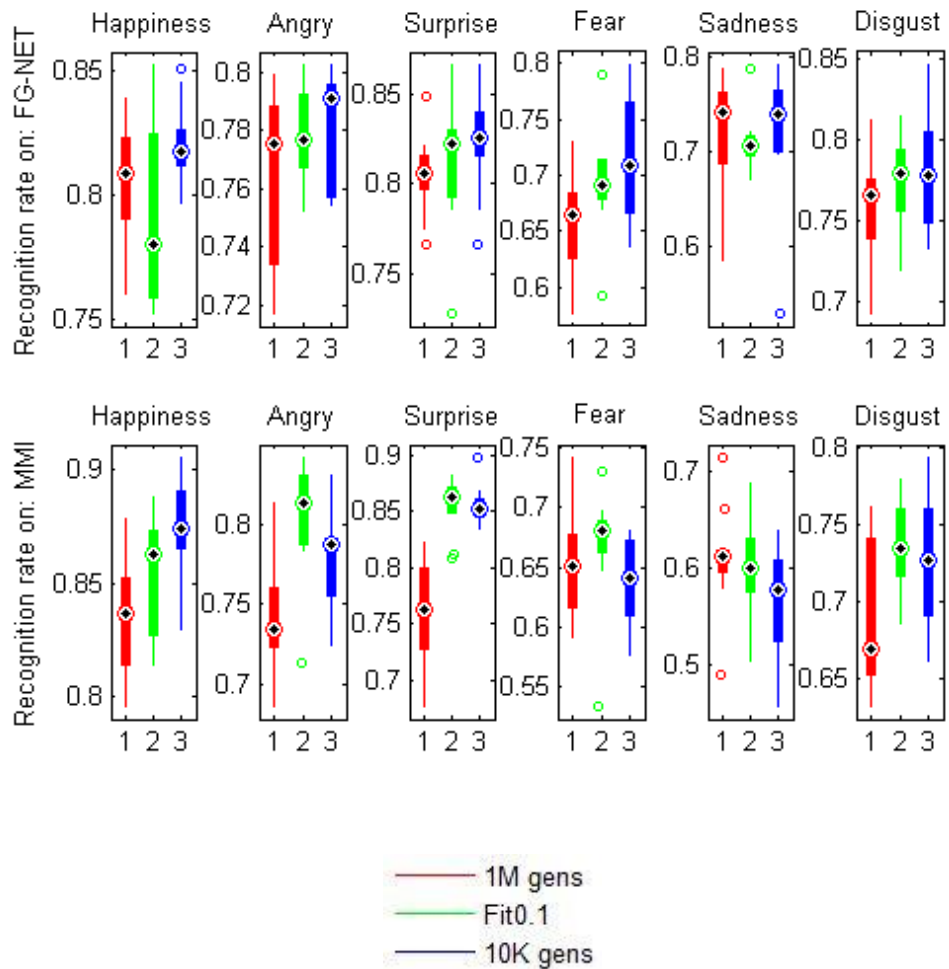 Happiness Angry Surprise Fear Sadness Disgust
Recognition rate on: FG-NET
0.85
0.8
0.75
1 2 3
0.8
0.78
0.76
0.74
0.72
1 2 3
0.85
0.8
0.75
1 2 3
0.8
0.75
0.7
0.65
0.6
1 2 3
0.8
0.7
0.6
1 2 3
0.85
0.8
0.75
0.7
1 2 3
Happiness Angry Surprise Fear Sadness Disgust
Recognition rate on: MMI
0.9
0.85
0.8
1 2 3
0.8
0.75
0.7
1 2 3
0.9
0.85
0.8
0.75
0.7
1 2 3
0.75
0.7
0.65
0.6
0.55
1 2 3
0.7
0.6
0.5
1 2 3
0.8
0.75
0.7
0.65
1 2 3
1M gens
Fit0.1
10K gens